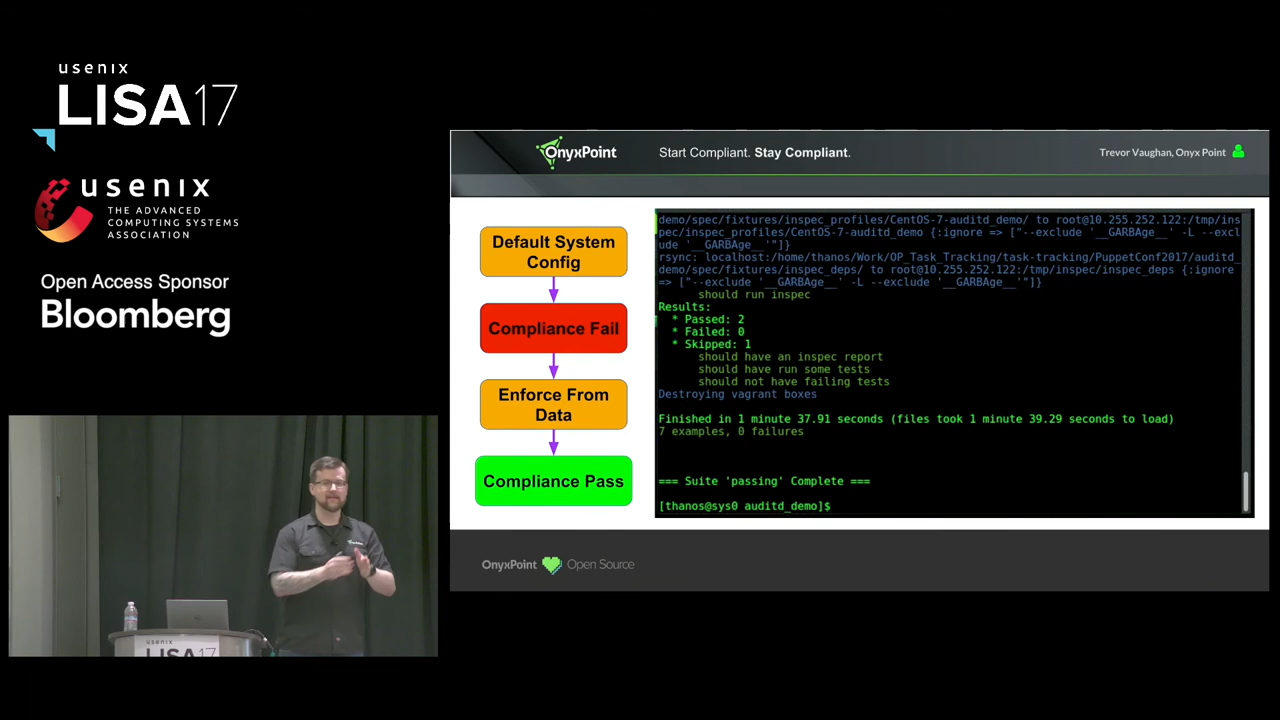 usenix
LISA17
usenix
THE ADVANCED
COMPUTING SYSTEMS
ASSOCIATION
Open Access Sponsor
Bloomberg
OnyxPoint
Start Compliant. Stay Compliant.
Trevor Vaughan, Onyx Point
Default System
Config
Compliance Fail
Enforce From
Data
Compliance Pass
demo/spec/fixtures/inspec_profiles/CentOS-7-auditd_demo/ to root@10.255.252.122:/tmp/ins
pec/inspec_profiles/CentOS-7-auditd_demo {:ignore => ["--exclude '__GARBAge__' -L --excl
ude '__GARBAge__'"]}
rsync: localhost:/home/thanos/Work/OP_Task_Tracking/task-tracking/PuppetConf2017/auditd_
demo/spec/fixtures/inspec_deps/ to root@10.255.252.122:/tmp/inspec/inspec_deps {:ignore
=> ["--exclude '__GARBAge__' -L --exclude '__GARBAge__'"]}
should run inspec
Results:
* Passed: 2
* Failed: 0
* Skipped: 1
should have an inspec report
should have run some tests
should not have failing tests
Destroying vagrant boxes
Finished in 1 minute 37.91 seconds (files took 1 minute 39.29 seconds to load)
7 examples, 0 failures
=== Suite 'passing' Complete ===
[thanos@sys0 auditd_demo]$
OnyxPoint Open Source
usenix
LISA17